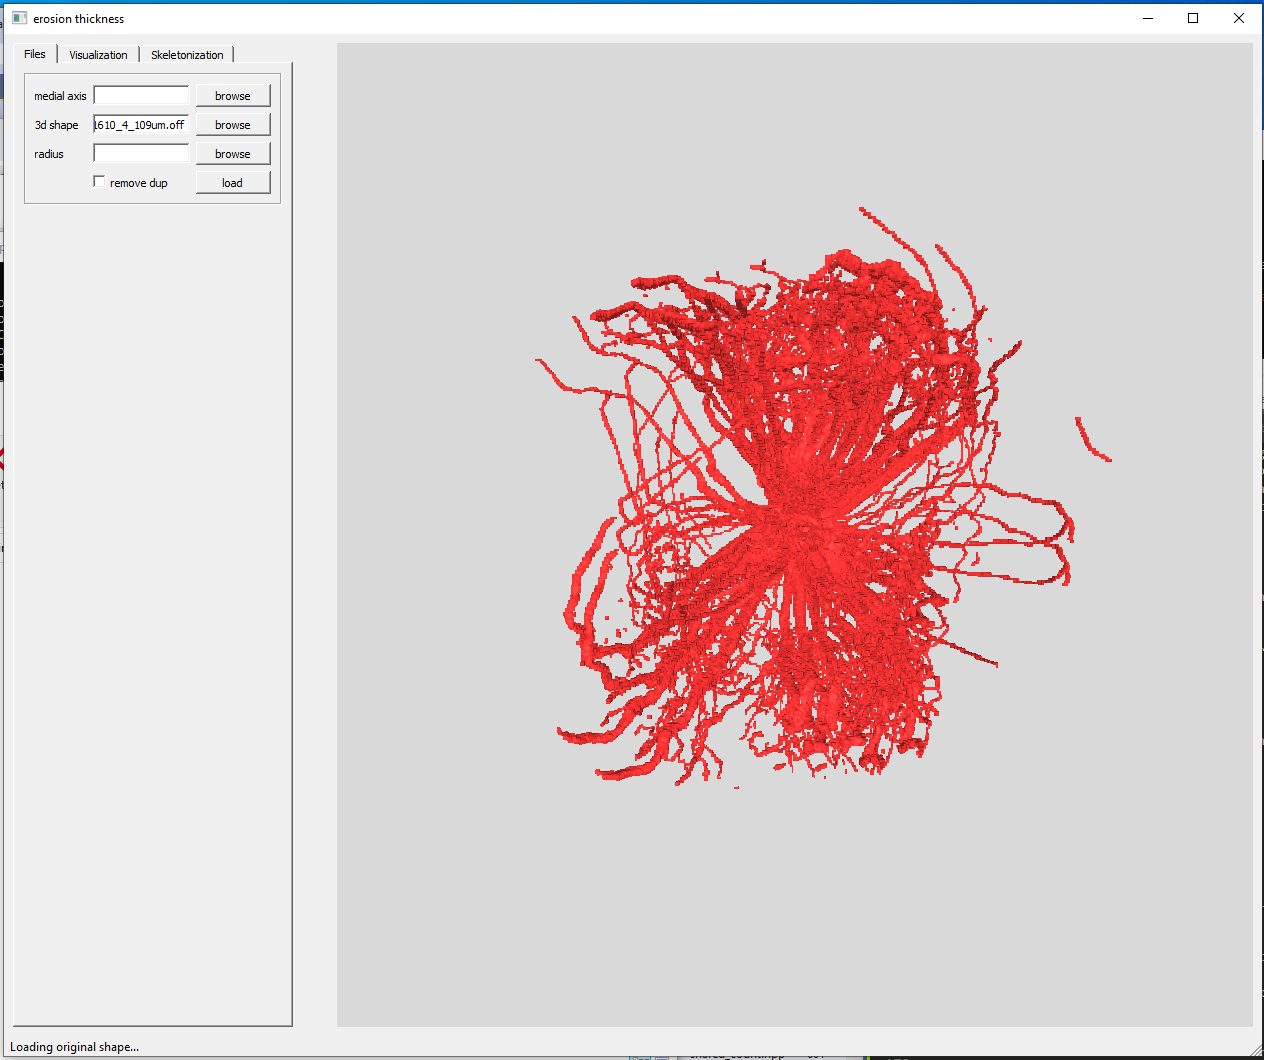 erosion thickness
Files Visualization Skeletonization
medial axis browse
3d shape 1610_4_109um.off browse
radius browse
remove dup load
Loading original shape...